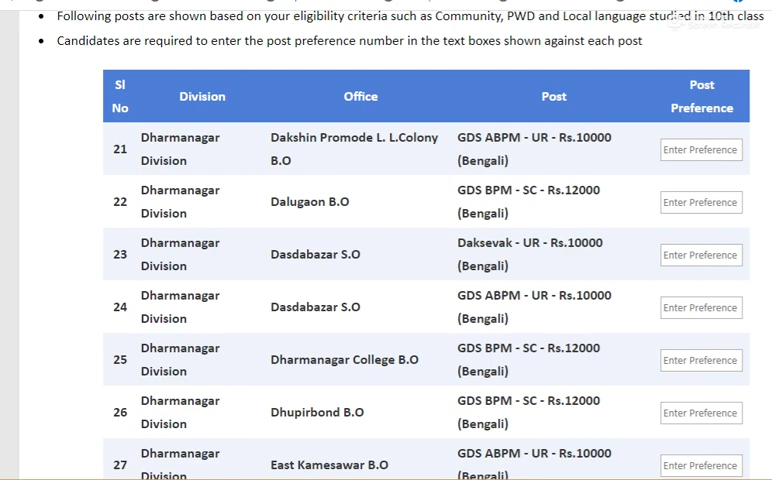 Following posts are shown based on your eligibility criteria such as Community, PWD and Local language studied in 10th class
Candidates are required to enter the post preference number in the text boxes shown against each post
Sl No Division Office Post Post Preference
21 Dharmanagar Division Dakshin Promode L. L.Colony B.O GDS ABPM - UR - Rs.10000 (Bengali) Enter Preference
22 Dharmanagar Division Dalugaon B.O GDS BPM - SC - Rs.12000 (Bengali) Enter Preference
23 Dharmanagar Division Dasdabazar S.O Daksevak - UR - Rs.10000 (Bengali) Enter Preference
24 Dharmanagar Division Dasdabazar S.O GDS ABPM - UR - Rs.10000 (Bengali) Enter Preference
25 Dharmanagar Division Dharmanagar College B.O GDS BPM - SC - Rs.12000 (Bengali) Enter Preference
26 Dharmanagar Division Dhupirbond B.O GDS BPM - SC - Rs.12000 (Bengali) Enter Preference
27 Dharmanagar Division East Kamesawar B.O GDS ABPM - UR - Rs.10000 (Bengali) Enter Preference